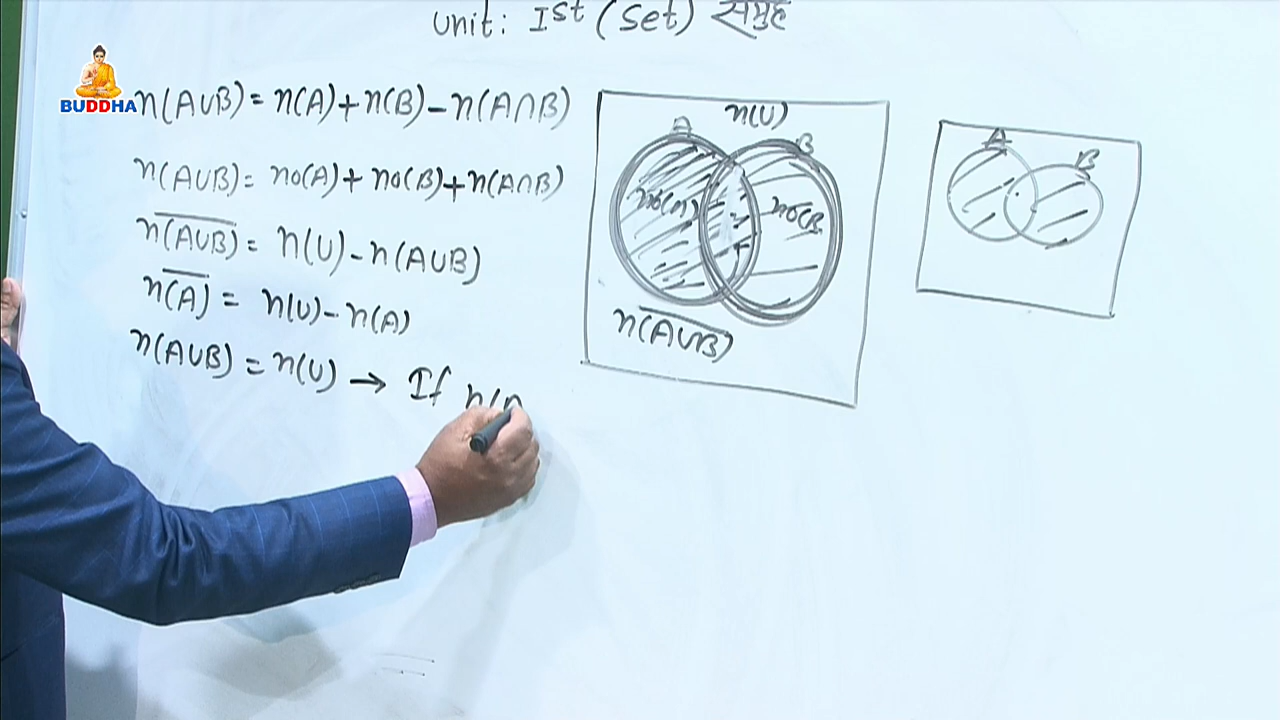 unit: Ist (set) समुह
BUDDHA
n(A∪B) = n(A)+n(B)-n(A∩B)
n(A∪B) = no(A)+ no(B)+n(A∩B)
n(A̅∪̅B̅) = n(U)-n(A∪B)
n(A̅) = n(U)-n(A)
n(A∪B) = n(U) → If n(
n(U)
A
B
no(A)
no(B
n(A̅∪̅B̅)
A
B